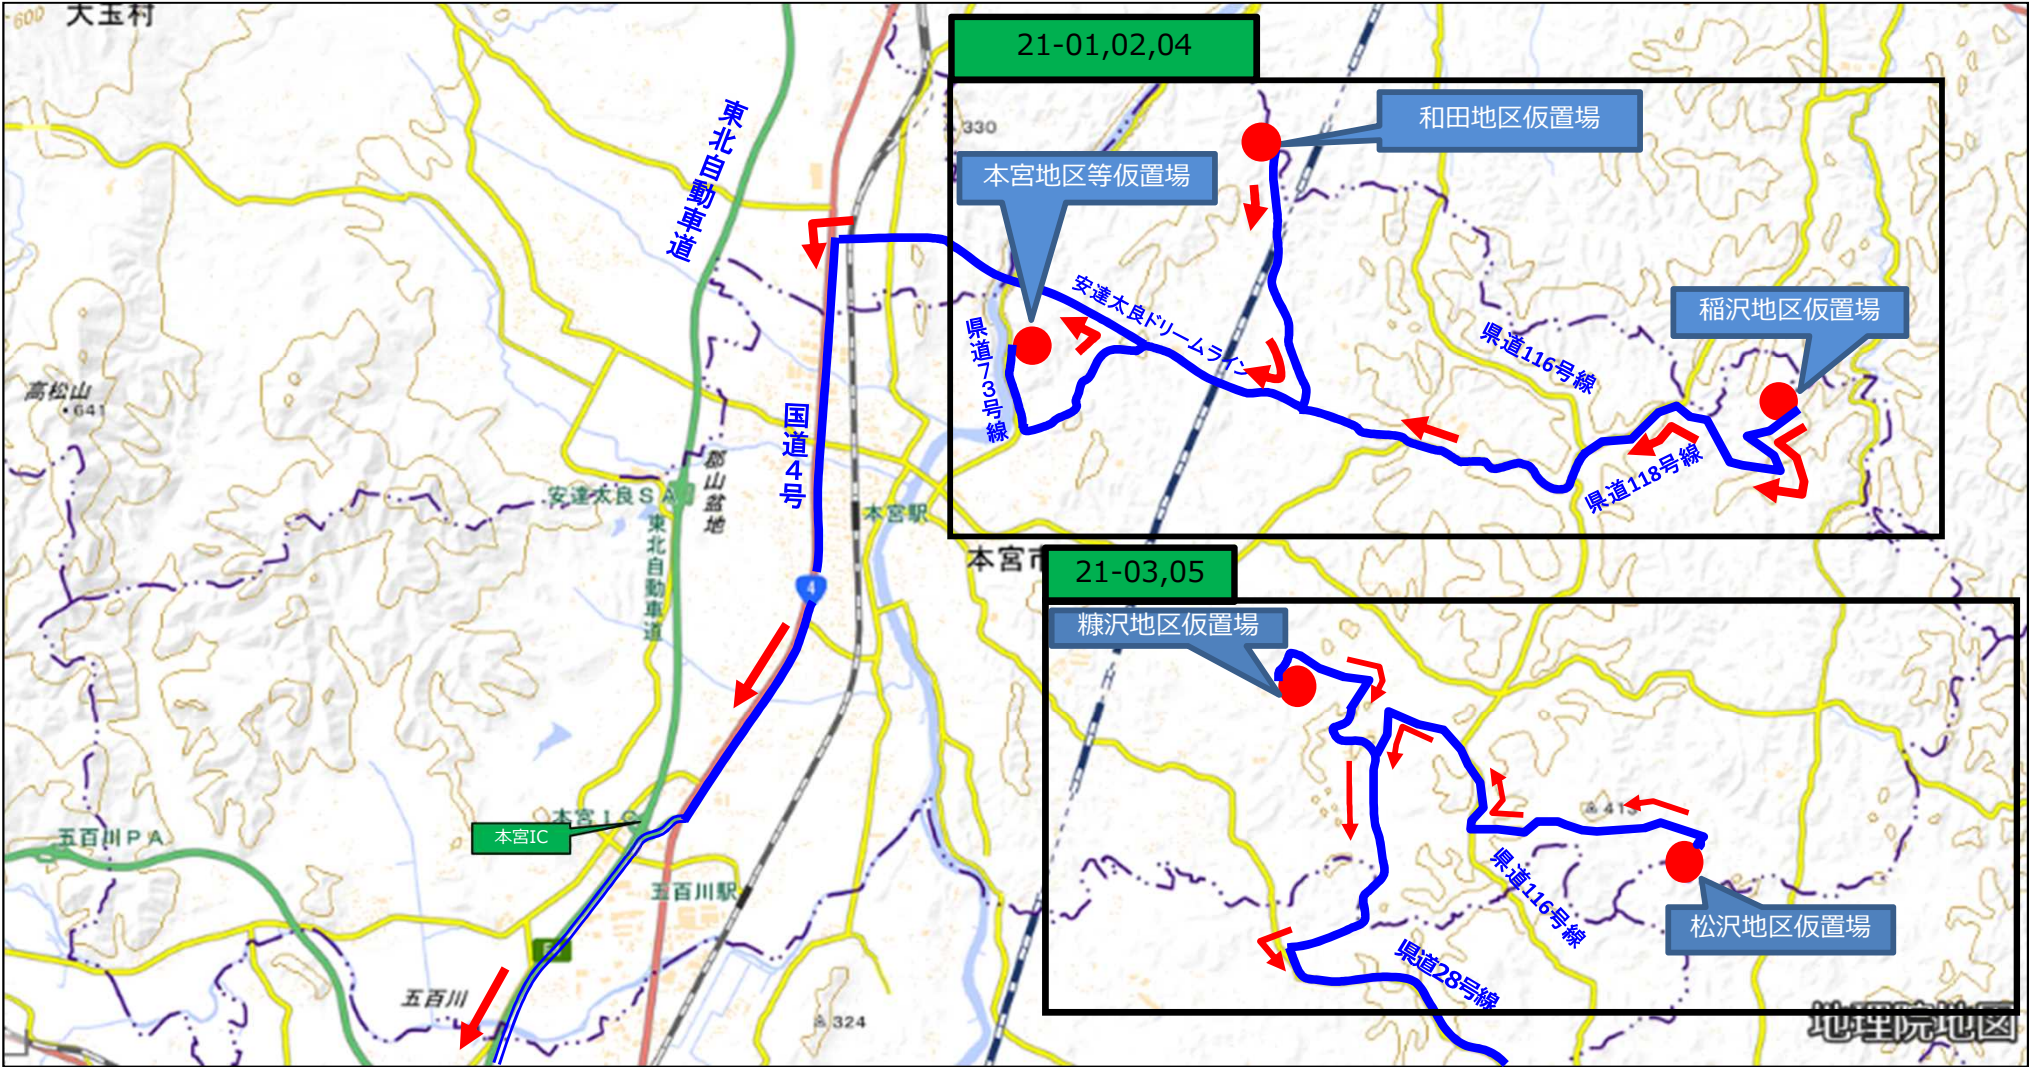 大玉村
600
21-01,02,04
和田地区仮置場
330
本宮地区等仮置場
東北自動車道
安達太良ドリームライン
県道73号線
県道116号線
稲沢地区仮置場
県道118号線
高松山
641
国道4号
郡山盆地
安達太良SA
東北自動車道
本宮駅
本宮市
4
21-03,05
糠沢地区仮置場
本宮IC
本宮IC
五百川PA
五百川駅
五百川
324
県道116号線
松沢地区仮置場
県道28号線
地理院地図